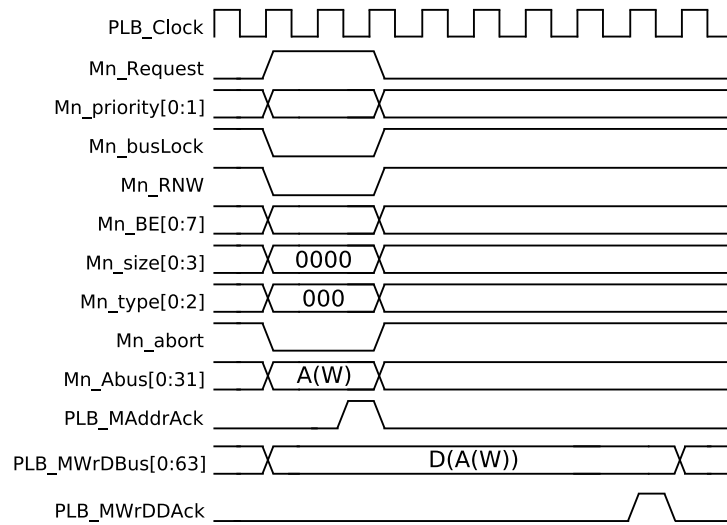 PLB_Clock
Mn_Request
Mn_priority[0:1]
Mn_busLock
Mn_RNW
Mn_BE[0:7]
Mn_size[0:3] 0000
Mn_type[0:2] 000
Mn_abort
Mn_Abus[0:31] A(W)
PLB_MAddrAck
PLB_MWrDBus[0:63] D(A(W))
PLB_MWrDDAck